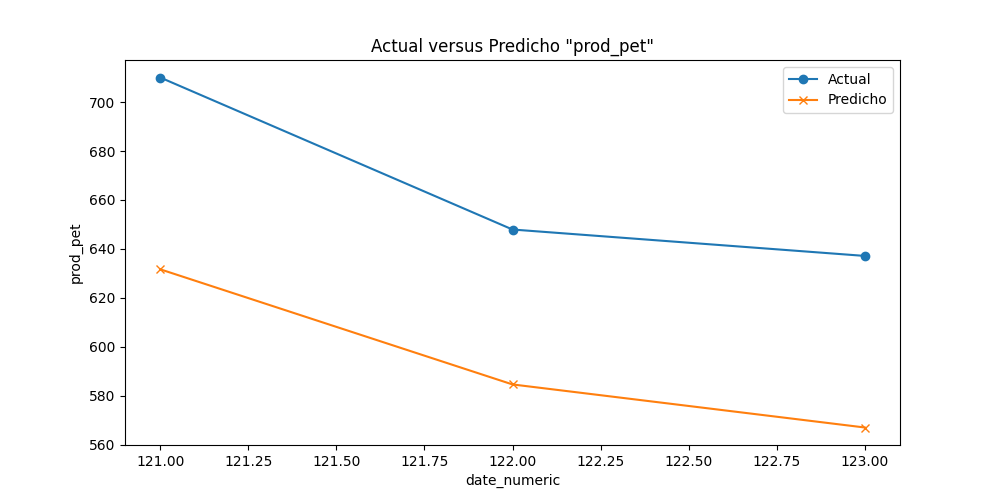 Actual versus Predicho "prod_pet"
Actual
Predicho
prod_pet
700
680
660
640
620
600
580
560
121.00 121.25 121.50 121.75 122.00 122.25 122.50 122.75 123.00
date_numeric